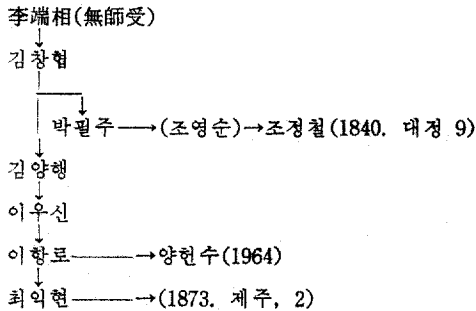 李端相(無師受)
김창협
박필주 → (조영순) → 조정철(1840. 대정 9)
김양행
이우신
이항로 → 양헌수(1964)
최익현 → (1873. 제주, 2)